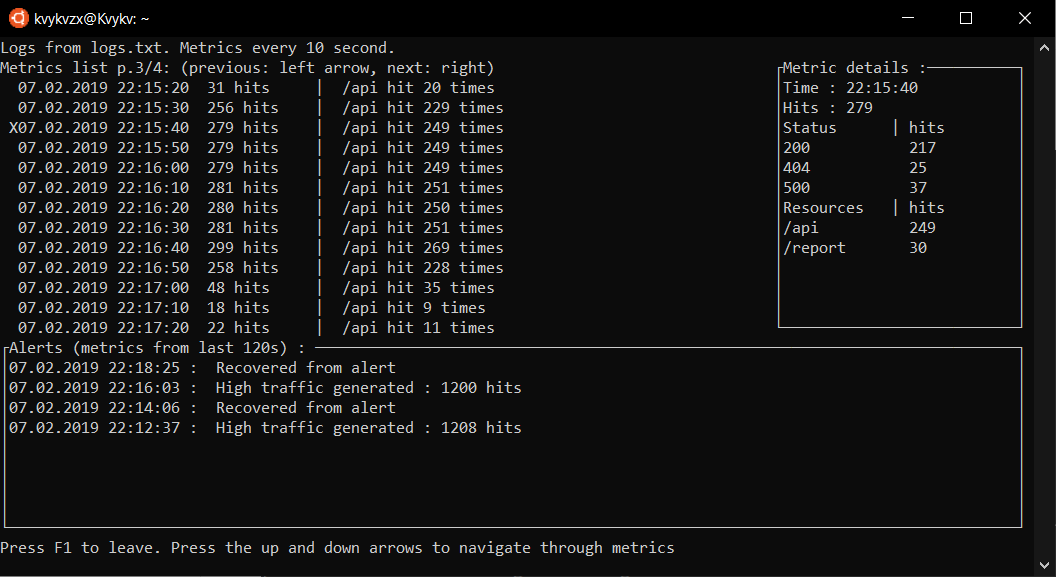 kvykvzx@Kvykv: ~
Logs from logs.txt. Metrics every 10 second.
Metrics list p.3/4: (previous: left arrow, next: right)
07.02.2019 22:15:20  31 hits     |  /api hit 20 times
07.02.2019 22:15:30  256 hits    |  /api hit 229 times
X07.02.2019 22:15:40  279 hits    |  /api hit 249 times
07.02.2019 22:15:50  279 hits    |  /api hit 249 times
07.02.2019 22:16:00  279 hits    |  /api hit 249 times
07.02.2019 22:16:10  281 hits    |  /api hit 251 times
07.02.2019 22:16:20  280 hits    |  /api hit 250 times
07.02.2019 22:16:30  281 hits    |  /api hit 251 times
07.02.2019 22:16:40  299 hits    |  /api hit 269 times
07.02.2019 22:16:50  258 hits    |  /api hit 228 times
07.02.2019 22:17:00  48 hits     |  /api hit 35 times
07.02.2019 22:17:10  18 hits     |  /api hit 9 times
07.02.2019 22:17:20  22 hits     |  /api hit 11 times
Metric details :
Time : 22:15:40
Hits : 279
Status      | hits
200           217
404           25
500           37
Resources   | hits
/api          249
/report       30
Alerts (metrics from last 120s) :
07.02.2019 22:18:25 :  Recovered from alert
07.02.2019 22:16:03 :  High traffic generated : 1200 hits
07.02.2019 22:14:06 :  Recovered from alert
07.02.2019 22:12:37 :  High traffic generated : 1208 hits
Press F1 to leave. Press the up and down arrows to navigate through metrics